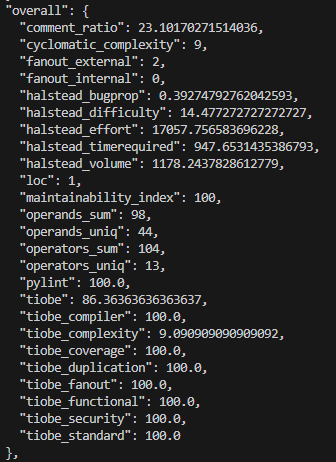 "overall": {
"comment_ratio": 23.10170271514036,
"cyclomatic_complexity": 9,
"fanout_external": 2,
"fanout_internal": 0,
"halstead_bugprop": 0.39274792762042593,
"halstead_difficulty": 14.477272727272727,
"halstead_effort": 17057.756583696228,
"halstead_timerequired": 947.6531435386793,
"halstead_volume": 1178.2437828612779,
"loc": 1,
"maintainability_index": 100,
"operands_sum": 98,
"operands_uniq": 44,
"operators_sum": 104,
"operators_uniq": 13,
"pylint": 100.0,
"tiobe": 86.36363636363637,
"tiobe_compiler": 100.0,
"tiobe_complexity": 9.090909090909092,
"tiobe_coverage": 100.0,
"tiobe_duplication": 100.0,
"tiobe_fanout": 100.0,
"tiobe_functional": 100.0,
"tiobe_security": 100.0,
"tiobe_standard": 100.0
},